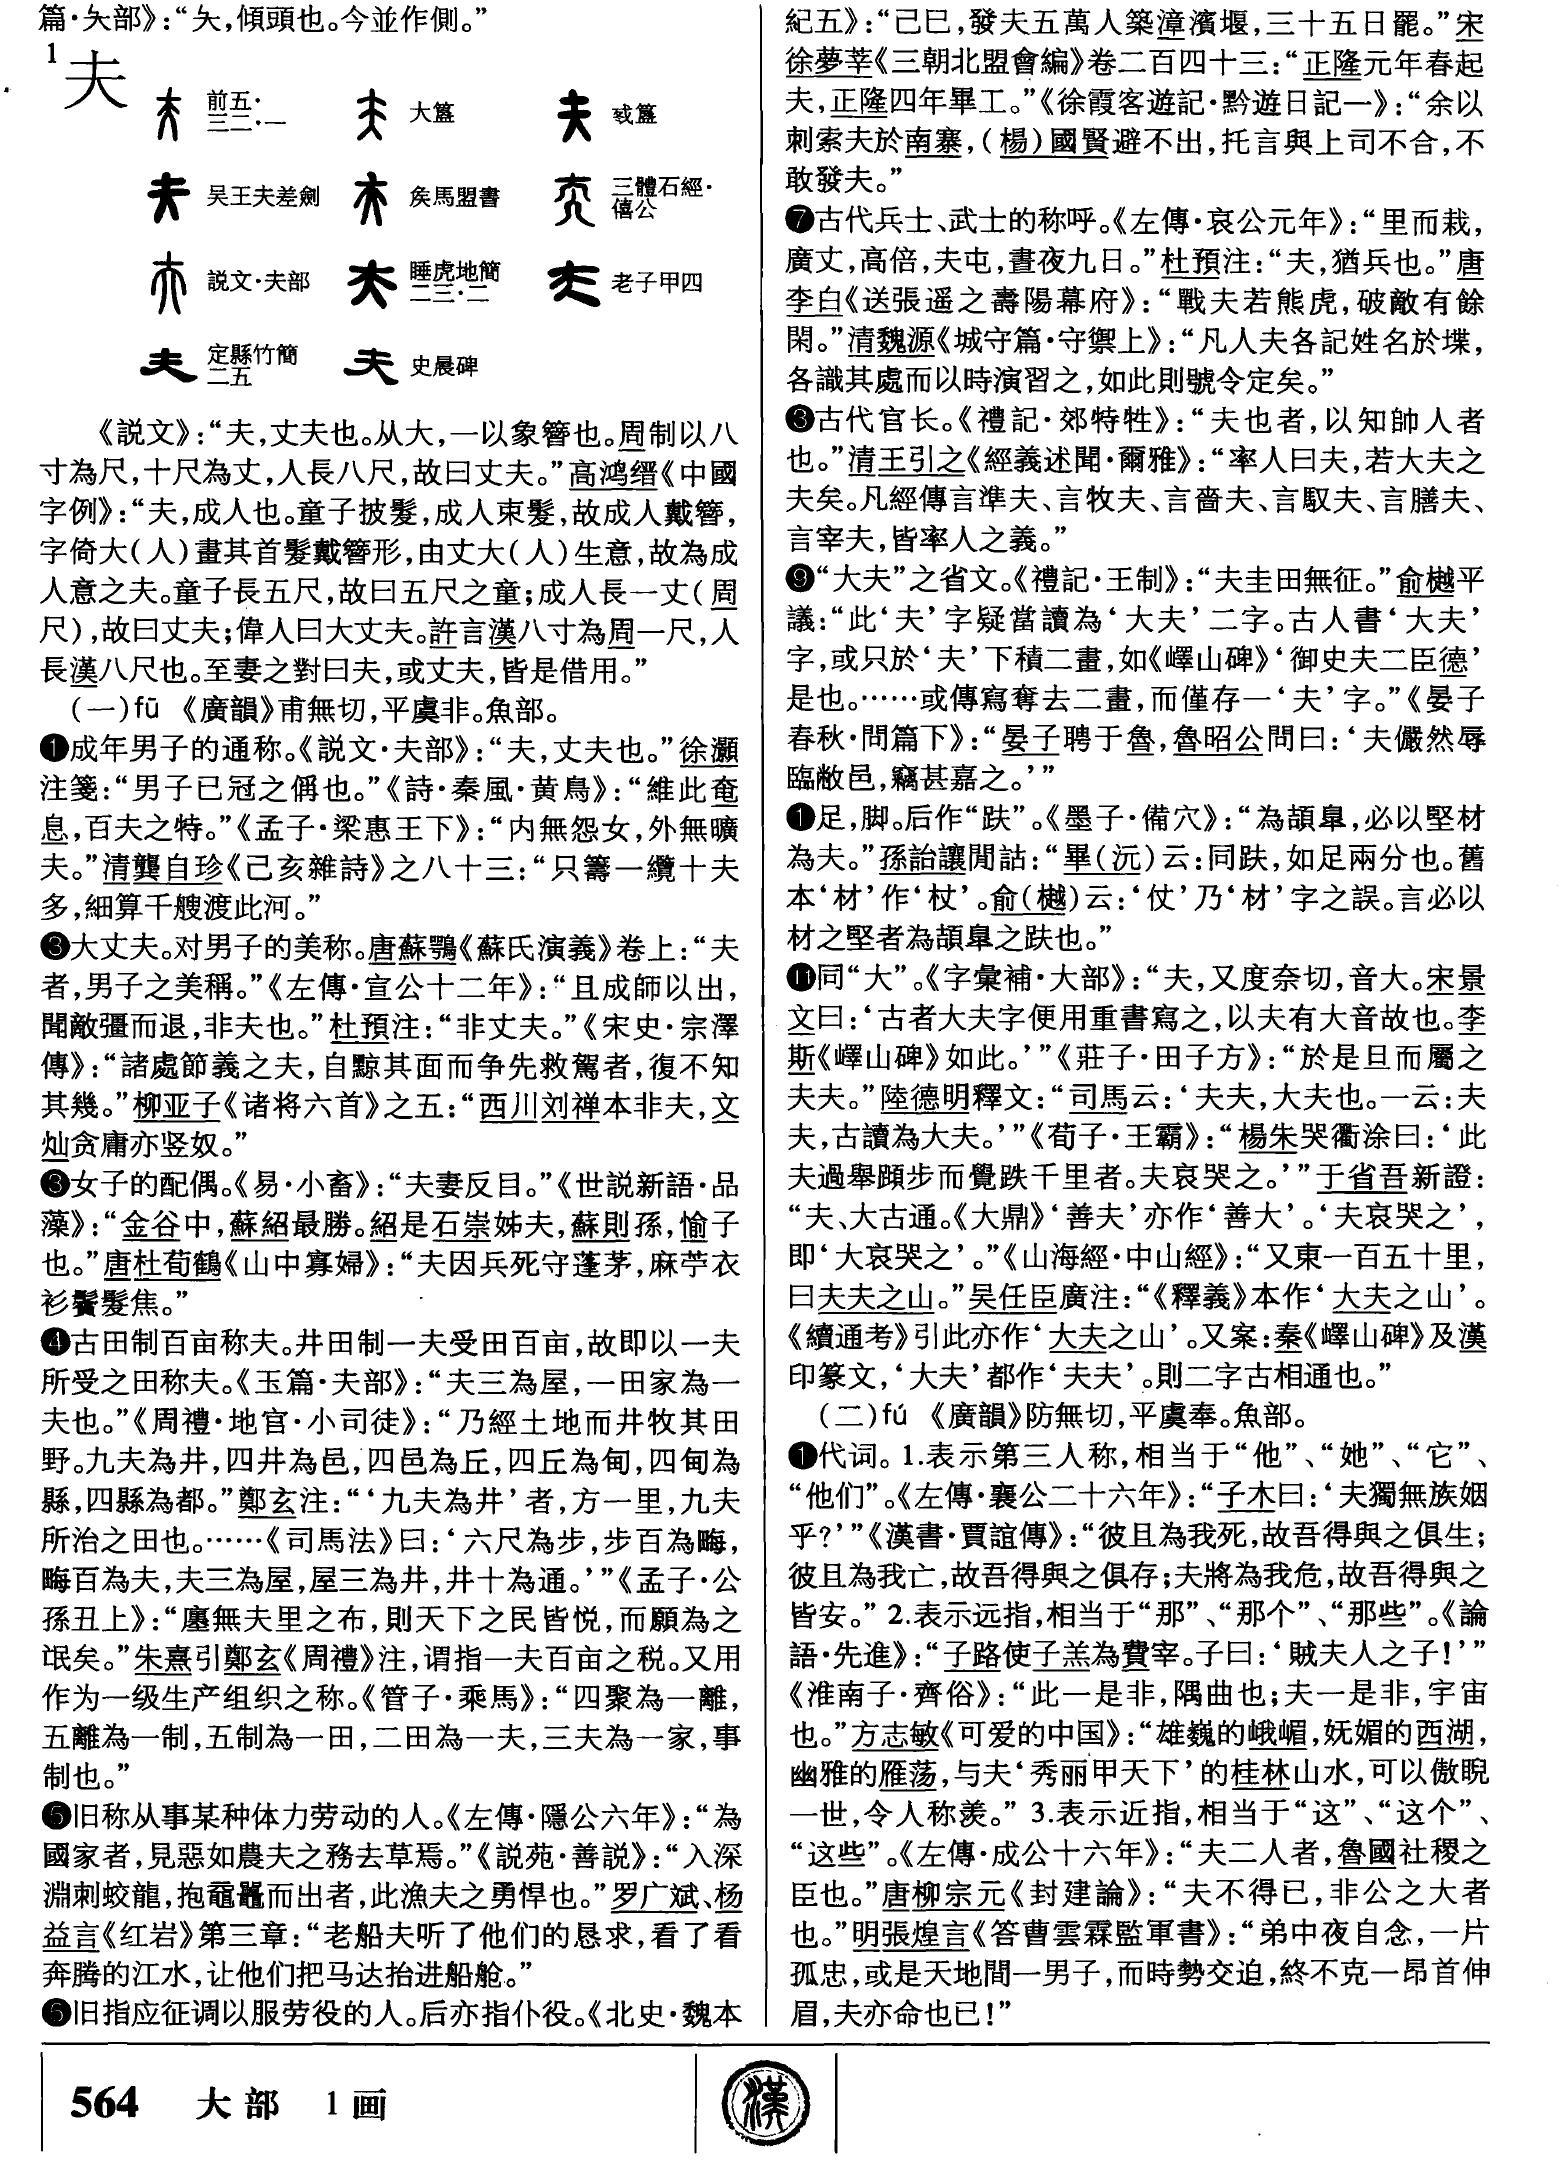 篇·夨部》：“夨，傾頭也。今並作側。”
1
夫
前五·三二·一
大簋
𢦚簋
吴王夫差劍
矦馬盟書
三體石經·僖公
説文·夫部
睡虎地簡二三·二
老子甲四
定縣竹簡二五
史晨碑
《説文》：“夫，丈夫也。从大，一以象簪也。周制以八
寸為尺，十尺為丈，人長八尺，故曰丈夫。”高鸿缙《中國
字例》：“夫，成人也。童子披髮，成人束髮，故成人戴簪，
字倚大(人)畫其首髮戴簪形，由丈大(人)生意，故為成
人意之夫。童子長五尺，故曰五尺之童；成人長一丈(周
尺)，故曰丈夫；偉人曰大丈夫。許言漢八寸為周一尺，人
長漢八尺也。至妻之對曰夫，或丈夫，皆是借用。”
(一)fū 《廣韻》甫無切，平虞非。魚部。
❶成年男子的通称。《説文·夫部》：“夫，丈夫也。”徐灝
注箋：“男子已冠之偁也。”《詩·秦風·黄鳥》：“維此奄
息，百夫之特。”《孟子·梁惠王下》：“内無怨女，外無曠
夫。”清龔自珍《己亥雜詩》之八十三：“只籌一纜十夫
多，細算千艘渡此河。”
❸大丈夫。对男子的美称。唐蘇鶚《蘇氏演義》卷上：“夫
者，男子之美稱。”《左傳·宣公十二年》：“且成師以出，
聞敵彊而退，非夫也。”杜預注：“非丈夫。”《宋史·宗澤
傳》：“諸處節義之夫，自黥其面而争先救駕者，復不知
其幾。”柳亚子《诸将六首》之五：“西川刘禅本非夫，文
灿贪庸亦竖奴。”
❸女子的配偶。《易·小畜》：“夫妻反目。”《世説新語·品
藻》：“金谷中，蘇紹最勝。紹是石崇姊夫，蘇則孫，愉子
也。”唐杜荀鶴《山中寡婦》：“夫因兵死守蓬茅，麻苧衣
衫鬢髮焦。”
❹古田制百亩称夫。井田制一夫受田百亩，故即以一夫
所受之田称夫。《玉篇·夫部》：“夫三為屋，一田家為一
夫也。”《周禮·地官·小司徒》：“乃經土地而井牧其田
野。九夫為井，四井為邑，四邑為丘，四丘為甸，四甸為
縣，四縣為都。”鄭玄注：“‘九夫為井’者，方一里，九夫
所治之田也。……《司馬法》曰：‘六尺為步，步百為畮，
畮百為夫，夫三為屋，屋三為井，井十為通。’”《孟子·公
孫丑上》：“廛無夫里之布，則天下之民皆悦，而願為之
氓矣。”朱熹引鄭玄《周禮》注，谓指一夫百亩之税。又用
作为一级生产组织之称。《管子·乘馬》：“四聚為一離，
五離為一制，五制為一田，二田為一夫，三夫為一家，事
制也。”
❺旧称从事某种体力劳动的人。《左傳·隱公六年》：“為
國家者，見惡如農夫之務去草焉。”《説苑·善説》：“入深
淵刺蛟龍，抱黿鼉而出者，此漁夫之勇悍也。”罗广斌、杨
益言《红岩》第三章：“老船夫听了他们的恳求，看了看
奔腾的江水，让他们把马达抬进船舱。”
❻旧指应征调以服劳役的人。后亦指仆役。《北史·魏本
紀五》：“己巳，發夫五萬人築漳濱堰，三十五日罷。”宋
徐夢莘《三朝北盟會編》卷二百四十三：“正隆元年春起
夫，正隆四年畢工。”《徐霞客遊記·黔遊日記一》：“余以
刺索夫於南寨，(楊)國賢避不出，托言與上司不合，不
敢發夫。”
❼古代兵士、武士的称呼。《左傳·哀公元年》：“里而栽，
廣丈，高倍，夫屯，晝夜九日。”杜預注：“夫，猶兵也。”唐
李白《送張遥之壽陽幕府》：“戰夫若熊虎，破敵有餘
閑。”清魏源《城守篇·守禦上》：“凡人夫各記姓名於堞，
各識其處而以時演習之，如此則號令定矣。”
❽古代官长。《禮記·郊特牲》：“夫也者，以知帥人者
也。”清王引之《經義述聞·爾雅》：“率人曰夫，若大夫之
夫矣。凡經傳言準夫、言牧夫、言嗇夫、言馭夫、言膳夫、
言宰夫，皆率人之義。”
❾“大夫”之省文。《禮記·王制》：“夫圭田無征。”俞樾平
議：“此‘夫’字疑當讀為‘大夫’二字。古人書‘大夫’
字，或只於‘夫’下積二畫，如《嶧山碑》‘御史夫二臣德’
是也。……或傳寫奪去二畫，而僅存一‘夫’字。”《晏子
春秋·問篇下》：“晏子聘于魯，魯昭公問曰：‘夫儼然辱
臨敝邑，竊甚嘉之。’”
❶足，脚。后作“趺”。《墨子·備穴》：“為頡臯，必以堅材
為夫。”孫詒讓閒詁：“畢(沅)云：同趺，如足兩分也。舊
本‘材’作‘杖’。俞(樾)云：‘仗’乃‘材’字之誤。言必以
材之堅者為頡臯之趺也。”
⓫同“大”。《字彙補·大部》：“夫，又度奈切，音大。宋景
文曰：‘古者大夫字便用重書寫之，以夫有大音故也。李
斯《嶧山碑》如此。’”《莊子·田子方》：“於是旦而屬之
夫夫。”陸德明釋文：“司馬云：‘夫夫，大夫也。一云：夫
夫，古讀為大夫。’”《荀子·王霸》：“楊朱哭衢涂曰：‘此
夫過舉蹞步而覺跌千里者。夫哀哭之。’”于省吾新證：
“夫、大古通。《大鼎》‘善夫’亦作‘善大’。‘夫哀哭之’，
即‘大哀哭之’。”《山海經·中山經》：“又東一百五十里，
曰夫夫之山。”吴任臣廣注：“《釋義》本作‘大夫之山’。
《續通考》引此亦作‘大夫之山’。又案：秦《嶧山碑》及漢
印篆文，‘大夫’都作‘夫夫’。則二字古相通也。”
(二)fú 《廣韻》防無切，平虞奉。魚部。
❶代词。1.表示第三人称，相当于“他”、“她”、“它”、
“他们”。《左傳·襄公二十六年》：“子木曰：‘夫獨無族姻
乎？’”《漢書·賈誼傳》：“彼且為我死，故吾得與之俱生；
彼且為我亡，故吾得與之俱存；夫將為我危，故吾得與之
皆安。” 2.表示远指，相当于“那”、“那个”、“那些”。《論
語·先進》：“子路使子羔為費宰。子曰：‘賊夫人之子！’”
《淮南子·齊俗》：“此一是非，隅曲也；夫一是非，宇宙
也。”方志敏《可爱的中国》：“雄巍的峨嵋，妩媚的西湖，
幽雅的雁荡，与夫‘秀丽甲天下’的桂林山水，可以傲睨
一世，令人称羡。” 3.表示近指，相当于“这”、“这个”、
“这些”。《左傳·成公十六年》：“夫二人者，魯國社稷之
臣也。”唐柳宗元《封建論》：“夫不得已，非公之大者
也。”明張煌言《答曹雲霖監軍書》：“弟中夜自念，一片
孤忠，或是天地間一男子，而時勢交迫，終不克一昂首伸
眉，夫亦命也已！”
564 大部 1画
漢